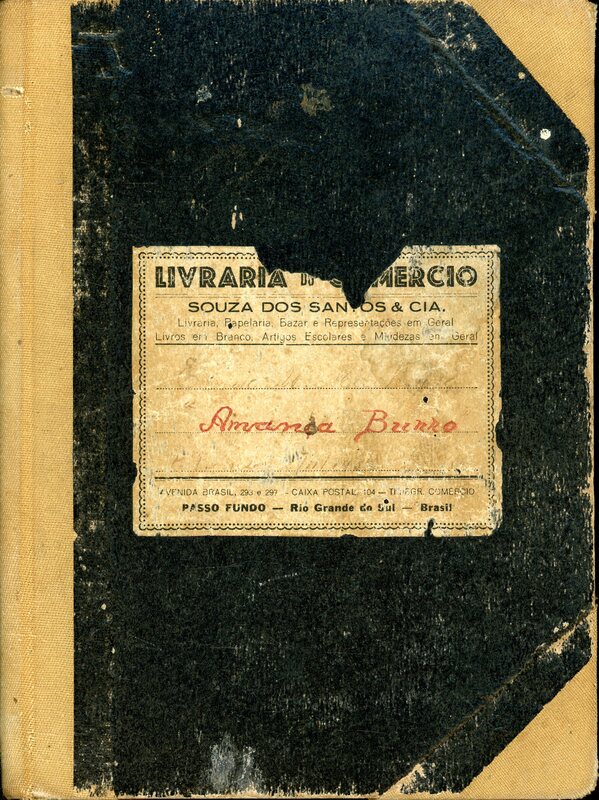 LIVRARIA COMERCIO
SOUZA DOS SANTOS & CIA.
Livraria, Papelaria, Bazar e Representações em Geral
Livros em Branco, Artigos Escolares e Miudezas em Geral
Amansa Burro
AVENIDA BRASIL, 293 e 297 - CAIXA POSTAL, 104 — TELEGR. COMERCIO
PASSO FUNDO — Rio Grande do Sul — Brasil